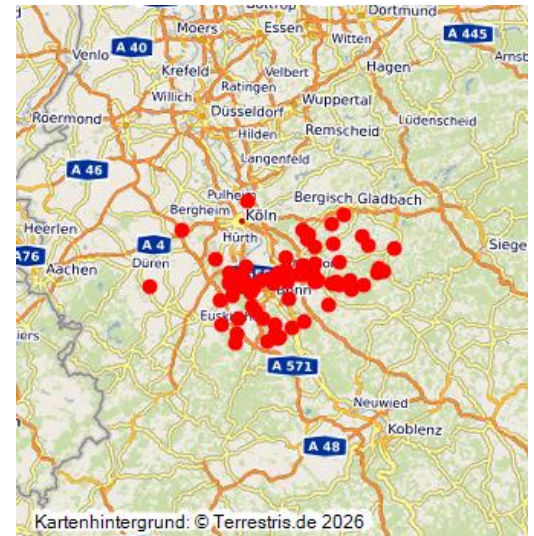 Dortmund
Moers
Essen
A 40
Witten
A 445
Venlo
Krefeld
Velbert
Hagen
Arnsb
Willich
Ratingen
Wuppertal
Roermond
Düsseldorf
Lüdenscheid
Hilden
Remscheid
Langenfeld
A 46
Pulheim
Bergisch Gladbach
Bergheim
Köln
Heerlen
Hürth
Siege
A76
A 4
Düren
Aachen
Bonn
Eus
iers
A 571
Neuwied
Koblenz
A 48
Kartenhintergrund: © Terrestris.de 2026